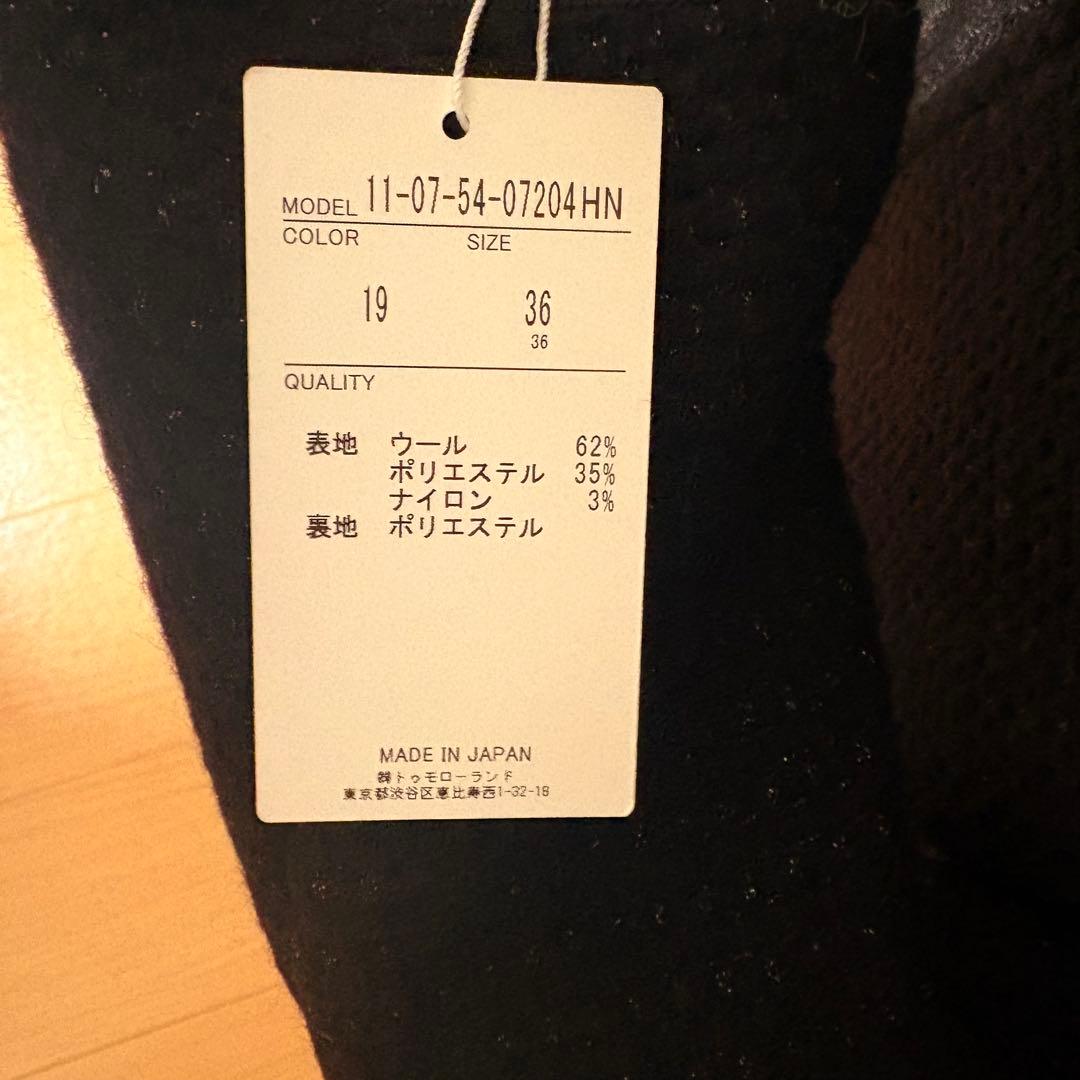 MODEL 11-07-54-07204HN
COLOR SIZE
19 36
36
QUALITY
表地 ウール 62%
ポリエステル 35%
ナイロン 3%
裏地 ポリエステル
MADE IN JAPAN
㈱トゥモローランド
東京都渋谷区恵比寿西1-32-18